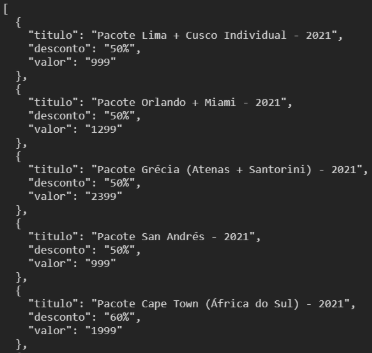 [
  {
    "titulo": "Pacote Lima + Cusco Individual - 2021",
    "desconto": "50%",
    "valor": "999"
  },
  {
    "titulo": "Pacote Orlando + Miami - 2021",
    "desconto": "50%",
    "valor": "1299"
  },
  {
    "titulo": "Pacote Grécia (Atenas + Santorini) - 2021",
    "desconto": "50%",
    "valor": "2399"
  },
  {
    "titulo": "Pacote San Andrés - 2021",
    "desconto": "50%",
    "valor": "999"
  },
  {
    "titulo": "Pacote Cape Town (África do Sul) - 2021",
    "desconto": "60%",
    "valor": "1999"
  },